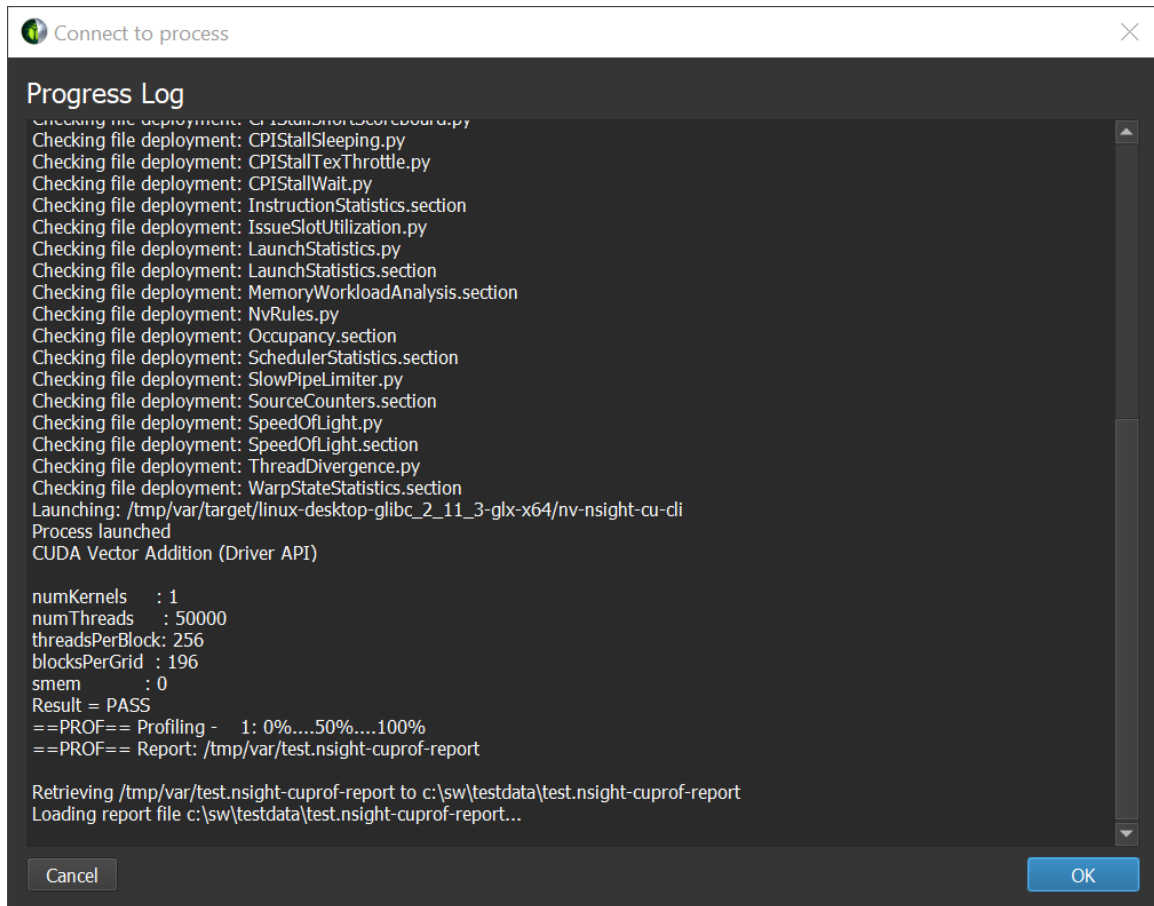 Connect to process
Progress Log
Checking file deployment: CPIStallShortScoreboard.py
Checking file deployment: CPIStallSleeping.py
Checking file deployment: CPIStallTexThrottle.py
Checking file deployment: CPIStallWait.py
Checking file deployment: InstructionStatistics.section
Checking file deployment: IssueSlotUtilization.py
Checking file deployment: LaunchStatistics.py
Checking file deployment: LaunchStatistics.section
Checking file deployment: MemoryWorkloadAnalysis.section
Checking file deployment: NvRules.py
Checking file deployment: Occupancy.section
Checking file deployment: SchedulerStatistics.section
Checking file deployment: SlowPipeLimiter.py
Checking file deployment: SourceCounters.section
Checking file deployment: SpeedOfLight.py
Checking file deployment: SpeedOfLight.section
Checking file deployment: ThreadDivergence.py
Checking file deployment: WarpStateStatistics.section
Launching: /tmp/var/target/linux-desktop-glibc_2_11_3-glx-x64/nv-nsight-cu-cli
Process launched
CUDA Vector Addition (Driver API)
numKernels : 1
numThreads : 50000
threadsPerBlock: 256
blocksPerGrid : 196
smem : 0
Result = PASS
==PROF== Profiling - 1: 0%....50%....100%
==PROF== Report: /tmp/var/test.nsight-cuprof-report
Retrieving /tmp/var/test.nsight-cuprof-report to c:\sw\testdata\test.nsight-cuprof-report
Loading report file c:\sw\testdata\test.nsight-cuprof-report...
Cancel
OK